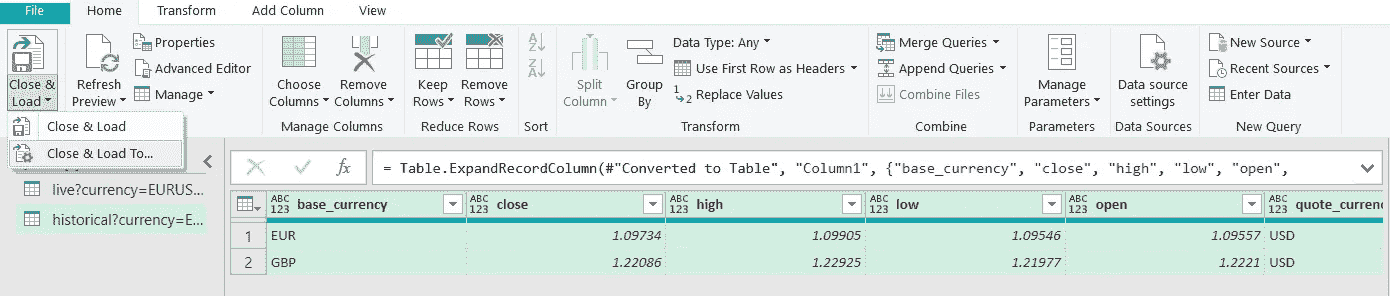 File Home Transform Add Column View
Close & Load
Refresh Preview
Properties
Advanced Editor
Manage
Choose Columns
Remove Columns
Manage Columns
Keep Rows
Remove Rows
Reduce Rows
A Z
Z A
Sort
Split Column
Group By
Data Type: Any
Use First Row as Headers
1 2 Replace Values
Transform
Merge Queries
Append Queries
Combine Files
Combine
Manage Parameters
Parameters
Data source settings
Data Sources
New Source
Recent Sources
Enter Data
New Query
Close & Load
Close & Load To...
live?currency=EURUS...
historical?currency=E...
fx = Table.ExpandRecordColumn(#"Converted to Table", "Column1", {"base_currency", "close", "high", "low", "open",
ABC 123 base_currency ABC 123 close ABC 123 high ABC 123 low ABC 123 open ABC 123 quote_curren
1 EUR 1.09734 1.09905 1.09546 1.09557 USD
2 GBP 1.22086 1.22925 1.21977 1.2221 USD